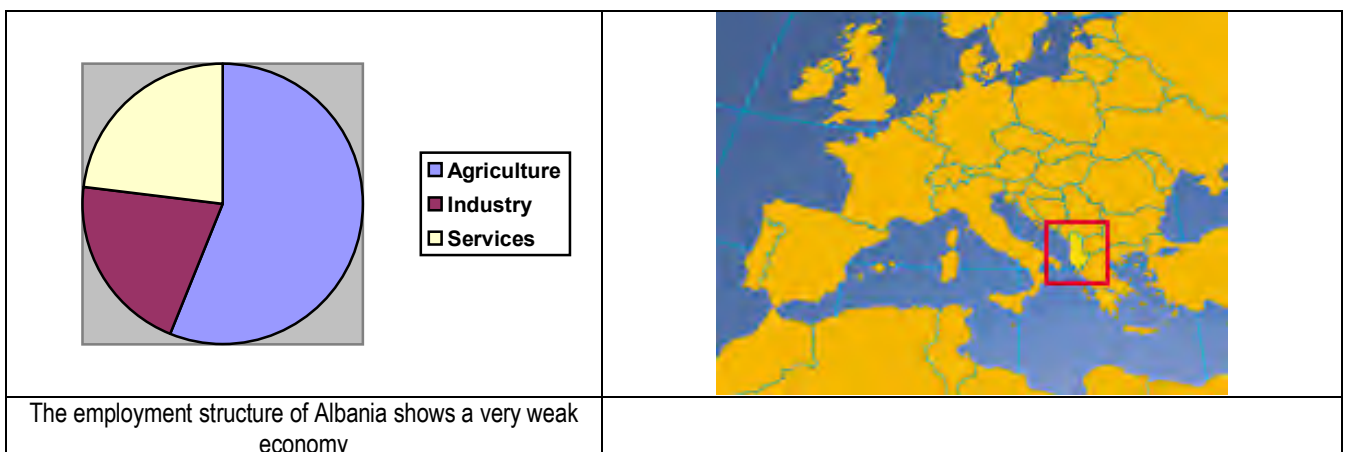 Agriculture
Industry
Services
The employment structure of Albania shows a very weak
economy